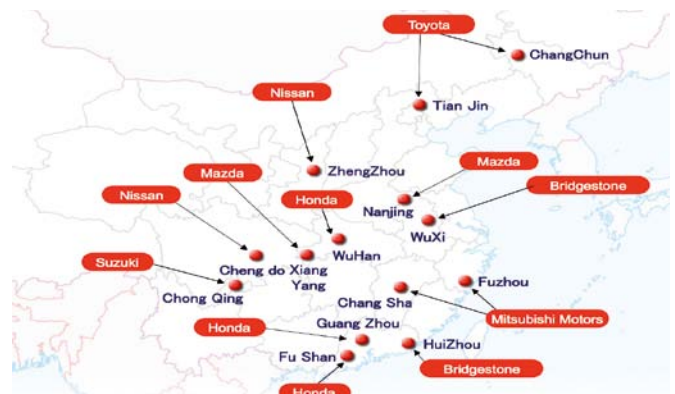 Toyota
ChangChun
Nissan
Tian Jin
Mazda
ZhengZhou
Mazda
Bridgestone
Nissan
Honda
Nanjing
WuXi
Suzuki
WuHan
Cheng do Xiang
Yang
Fuzhou
Chong Qing
Chang Sha
Mitsubishi Motors
Honda
Guang Zhou
HuiZhou
Fu Shan
Bridgestone
Honda